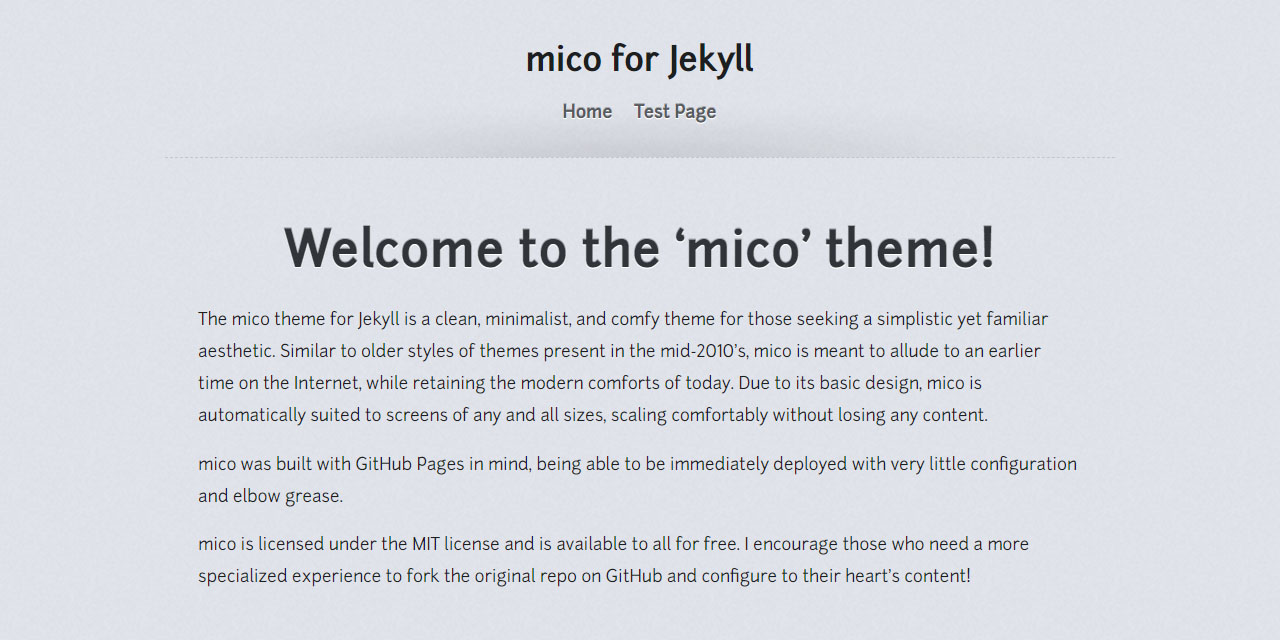 mico for Jekyll
Home Test Page
Welcome to the ‘mico’ theme!
The mico theme for Jekyll is a clean, minimalist, and comfy theme for those seeking a simplistic yet familiar
aesthetic. Similar to older styles of themes present in the mid-2010’s, mico is meant to allude to an earlier
time on the Internet, while retaining the modern comforts of today. Due to its basic design, mico is
automatically suited to screens of any and all sizes, scaling comfortably without losing any content.
mico was built with GitHub Pages in mind, being able to be immediately deployed with very little configuration
and elbow grease.
mico is licensed under the MIT license and is available to all for free. I encourage those who need a more
specialized experience to fork the original repo on GitHub and configure to their heart’s content!